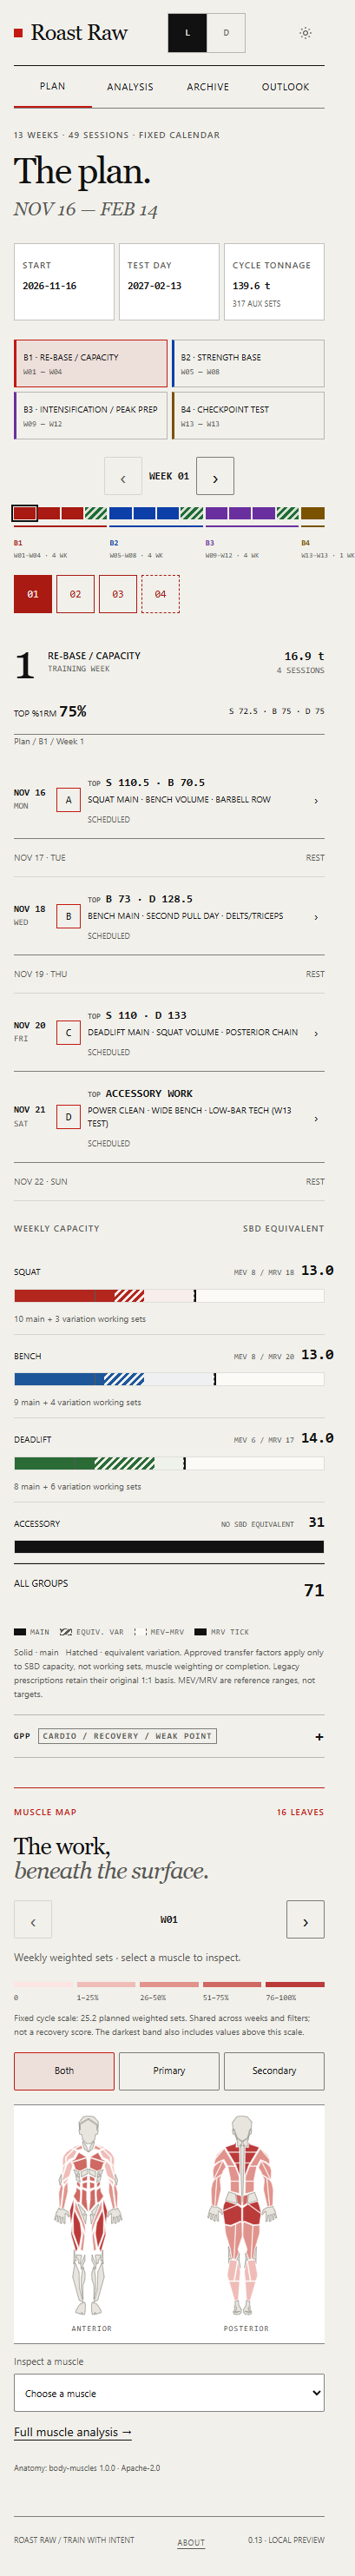 Roast Raw
L D
PLAN ANALYSIS ARCHIVE OUTLOOK
13 WEEKS · 49 SESSIONS · FIXED CALENDAR
The plan.
NOV 16 — FEB 14
START TEST DAY CYCLE TONNAGE
2026-11-16 2027-02-13 139.6 t
317 AUX SETS
B1 · RE-BASE / CAPACITY B2 · STRENGTH BASE
W01 — W04 W05 — W08
B3 · INTENSIFICATION / PEAK PREP B4 · CHECKPOINT TEST
W09 — W12 W13 — W13
‹ WEEK 01 ›
B1 B2 B3 B4
W01-W04 · 4 WK W05-W08 · 4 WK W09-W12 · 4 WK W13-W13 · 1 WK
01 02 03 04
1 RE-BASE / CAPACITY 16.9 t
TRAINING WEEK 4 SESSIONS
TOP %1RM 75% S 72.5 · B 75 · D 75
Plan / B1 / Week 1
TOP S 110.5 · B 70.5
NOV 16 A SQUAT MAIN · BENCH VOLUME · BARBELL ROW ›
MON
SCHEDULED
NOV 17 · TUE REST
TOP B 73 · D 128.5
NOV 18 B BENCH MAIN · SECOND PULL DAY · DELTS/TRICEPS ›
WED
SCHEDULED
NOV 19 · THU REST
TOP S 110 · D 133
NOV 20 C DEADLIFT MAIN · SQUAT VOLUME · POSTERIOR CHAIN ›
FRI
SCHEDULED
TOP ACCESSORY WORK
NOV 21 D POWER CLEAN · WIDE BENCH · LOW-BAR TECH (W13 ›
SAT TEST)
SCHEDULED
NOV 22 · SUN REST
WEEKLY CAPACITY SBD EQUIVALENT
SQUAT MEV 8 / MRV 18 13.0
10 main + 3 variation working sets
BENCH MEV 8 / MRV 20 13.0
9 main + 4 variation working sets
DEADLIFT MEV 6 / MRV 17 14.0
8 main + 6 variation working sets
ACCESSORY NO SBD EQUIVALENT 31
ALL GROUPS 71
MAIN EQUIV. VAR MEV–MRV MRV TICK
Solid · main Hatched · equivalent variation. Approved transfer factors apply only
to SBD capacity, not working sets, muscle weighting or completion. Legacy
prescriptions retain their original 1:1 basis. MEV/MRV are reference ranges, not
targets.
GPP CARDIO / RECOVERY / WEAK POINT +
MUSCLE MAP 16 LEAVES
The work,
beneath the surface.
‹ W01 ›
Weekly weighted sets · select a muscle to inspect.
0 1–25% 26–50% 51–75% 76–100%
Fixed cycle scale: 25.2 planned weighted sets. Shared across weeks and filters;
not a recovery score. The darkest band also includes values above this scale.
Both Primary Secondary
ANTERIOR POSTERIOR
Inspect a muscle
Choose a muscle
Full muscle analysis →
Anatomy: body-muscles 1.0.0 · Apache-2.0
ROAST RAW / TRAIN WITH INTENT ABOUT 0.13 · LOCAL PREVIEW